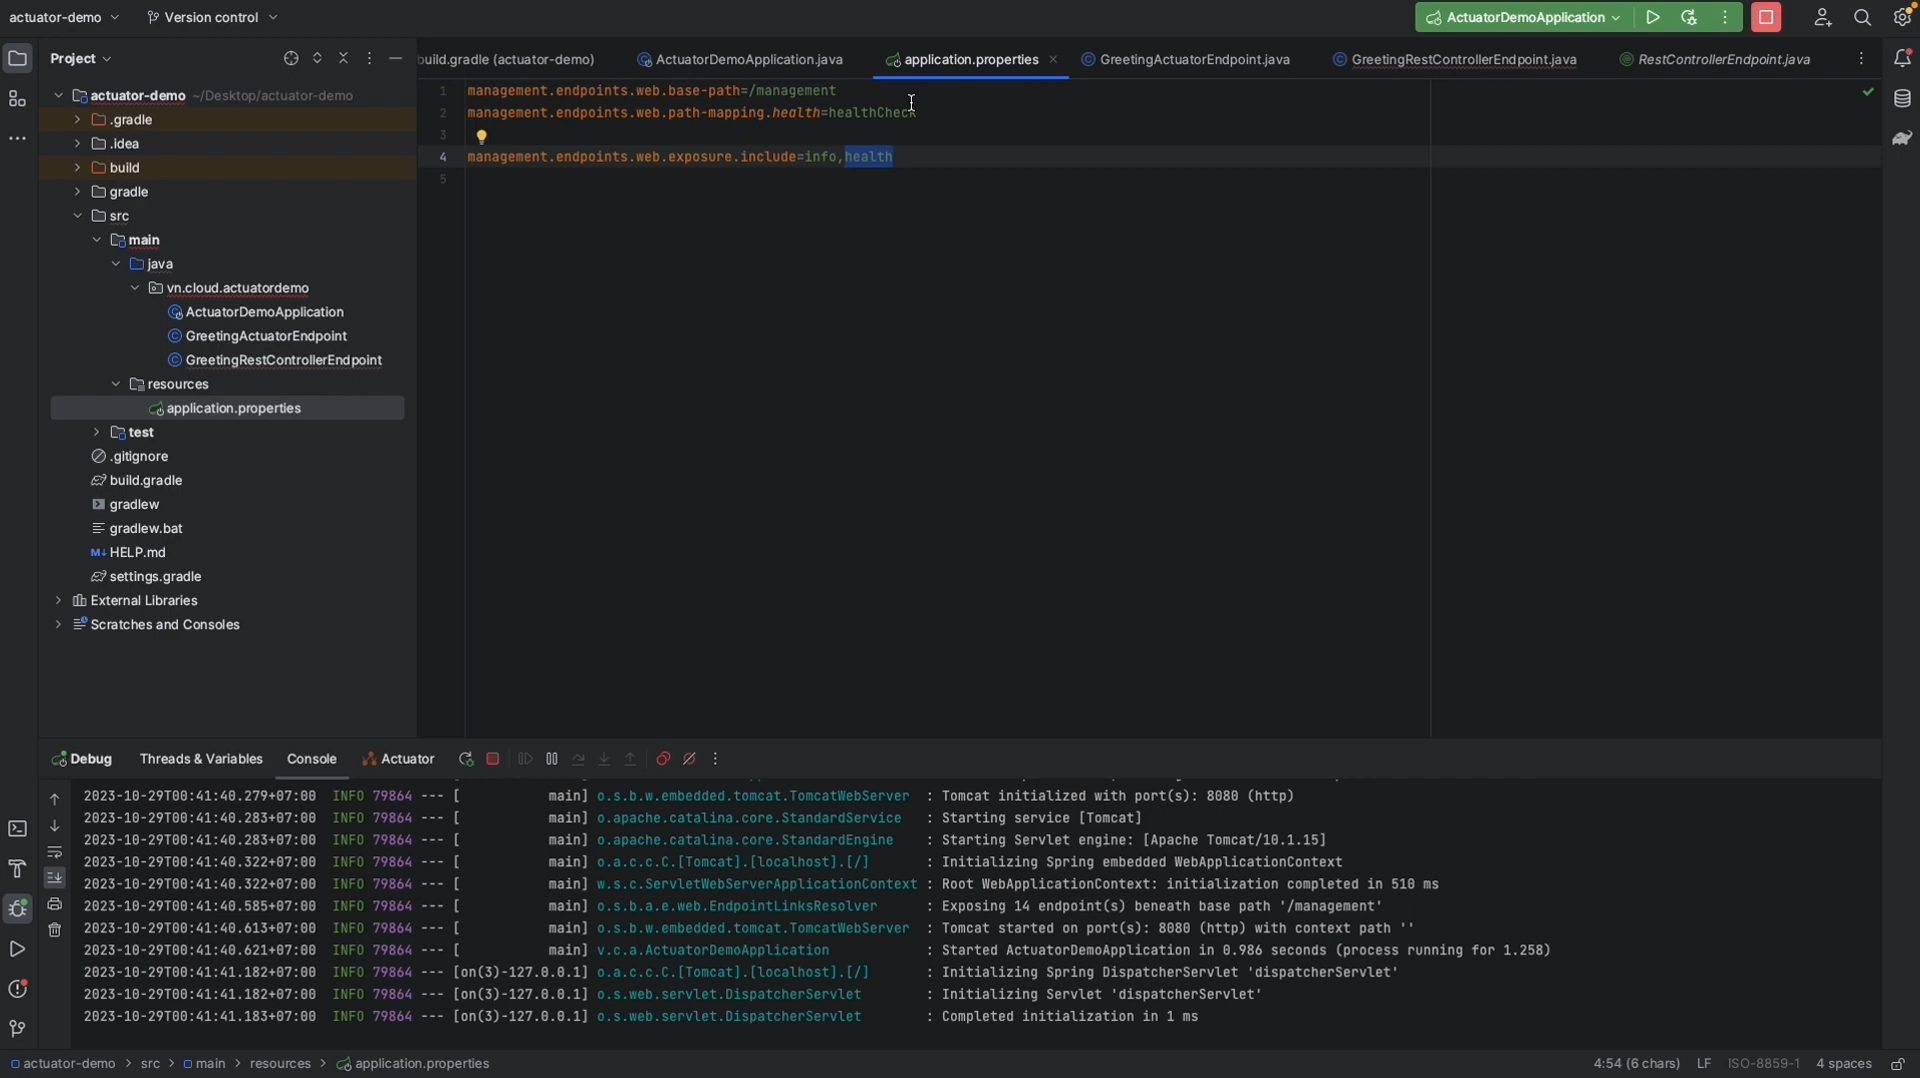 actuator-demo
Version control
ActuatorDemoApplication
Project
build.gradle (actuator-demo)
ActuatorDemoApplication.java
application.properties
GreetingActuatorEndpoint.java
GreetingRestControllerEndpoint.java
RestControllerEndpoint.java
actuator-demo ~/Desktop/actuator-demo
.gradle
.idea
build
gradle
src
main
java
vn.cloud.actuatordemo
ActuatorDemoApplication
GreetingActuatorEndpoint
GreetingRestControllerEndpoint
resources
application.properties
test
.gitignore
build.gradle
gradlew
gradlew.bat
M↓ HELP.md
settings.gradle
External Libraries
Scratches and Consoles
1 management.endpoints.web.base-path=/management
2 management.endpoints.web.path-mapping.health=healthCheck
3
4 management.endpoints.web.exposure.include=info,health
5
Debug
Threads & Variables
Console
Actuator
2023-10-29T00:41:40.279+07:00 INFO 79864 --- [ main] o.s.b.w.embedded.tomcat.TomcatWebServer : Tomcat initialized with port(s): 8080 (http)
2023-10-29T00:41:40.283+07:00 INFO 79864 --- [ main] o.apache.catalina.core.StandardService : Starting service [Tomcat]
2023-10-29T00:41:40.283+07:00 INFO 79864 --- [ main] o.apache.catalina.core.StandardEngine : Starting Servlet engine: [Apache Tomcat/10.1.15]
2023-10-29T00:41:40.322+07:00 INFO 79864 --- [ main] o.a.c.c.C.[Tomcat].[localhost].[/] : Initializing Spring embedded WebApplicationContext
2023-10-29T00:41:40.322+07:00 INFO 79864 --- [ main] w.s.c.ServletWebServerApplicationContext : Root WebApplicationContext: initialization completed in 510 ms
2023-10-29T00:41:40.585+07:00 INFO 79864 --- [ main] o.s.b.a.e.web.EndpointLinksResolver : Exposing 14 endpoint(s) beneath base path '/management'
2023-10-29T00:41:40.613+07:00 INFO 79864 --- [ main] o.s.b.w.embedded.tomcat.TomcatWebServer : Tomcat started on port(s): 8080 (http) with context path ''
2023-10-29T00:41:40.621+07:00 INFO 79864 --- [ main] v.c.a.ActuatorDemoApplication : Started ActuatorDemoApplication in 0.986 seconds (process running for 1.258)
2023-10-29T00:41:41.182+07:00 INFO 79864 --- [on(3)-127.0.0.1] o.a.c.c.C.[Tomcat].[localhost].[/] : Initializing Spring DispatcherServlet 'dispatcherServlet'
2023-10-29T00:41:41.182+07:00 INFO 79864 --- [on(3)-127.0.0.1] o.s.web.servlet.DispatcherServlet : Initializing Servlet 'dispatcherServlet'
2023-10-29T00:41:41.183+07:00 INFO 79864 --- [on(3)-127.0.0.1] o.s.web.servlet.DispatcherServlet : Completed initialization in 1 ms
actuator-demo > src > main > resources > application.properties
4:54 (6 chars) LF ISO-8859-1 4 spaces